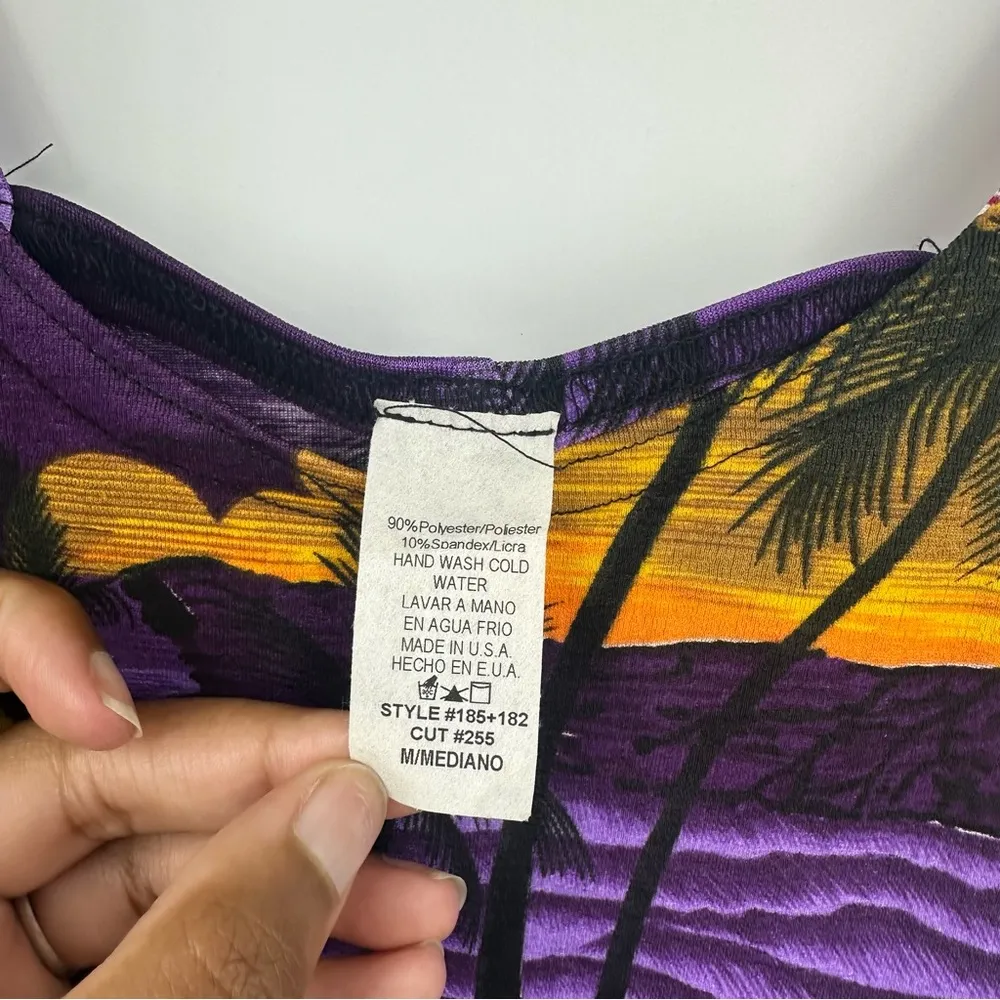 90%Polyester/Poliester
10%Spandex/Licra
HAND WASH COLD
WATER
LAVAR A MANO
EN AGUA FRIO
MADE IN U.S.A.
HECHO EN E.U.A.
STYLE #185+182
CUT #255
M/MEDIANO